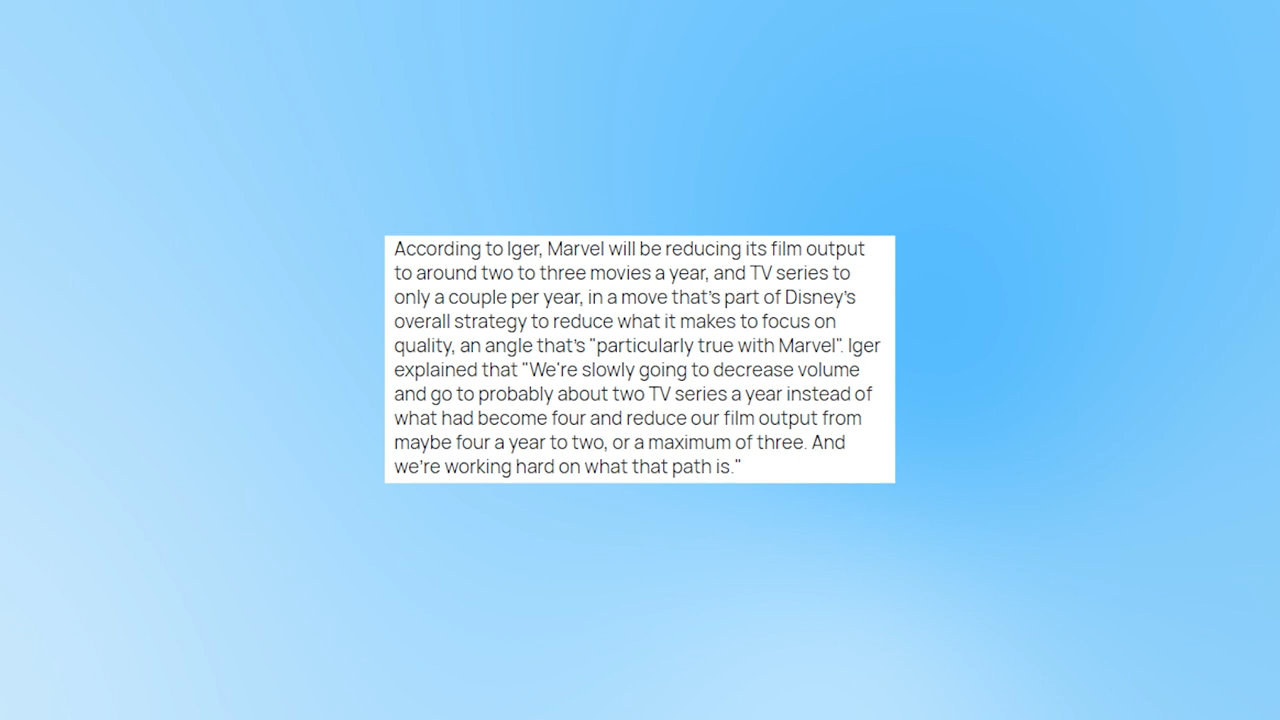 According to Iger, Marvel will be reducing its film output
to around two to three movies a year, and TV series to
only a couple per year, in a move that's part of Disney's
overall strategy to reduce what it makes to focus on
quality, an angle that's "particularly true with Marvel". Iger
explained that "We're slowly going to decrease volume
and go to probably about two TV series a year instead of
what had become four and reduce our film output from
maybe four a year to two, or a maximum of three. And
we're working hard on what that path is."